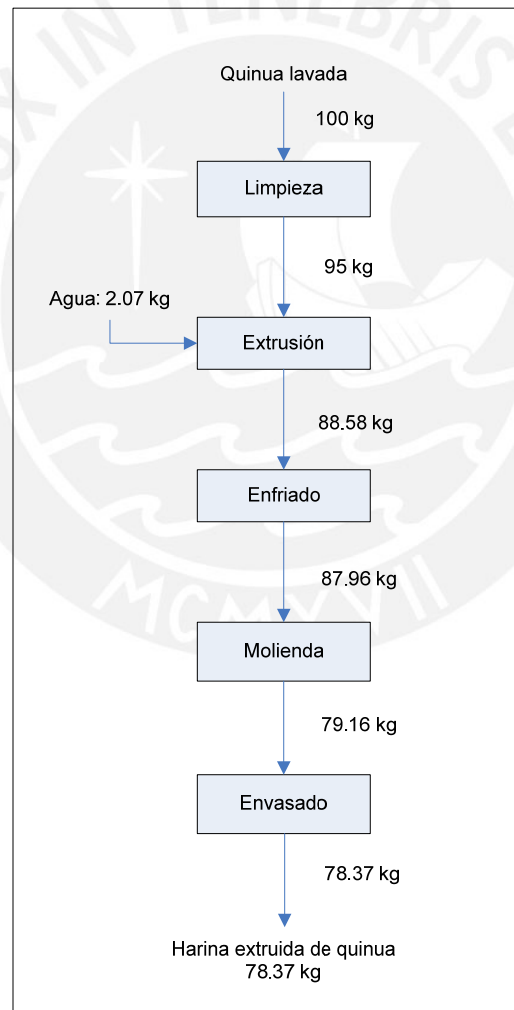 Quinua lavada
100 kg
Limpieza
95 kg
Agua: 2.07 kg
Extrusión
88.58 kg
Enfriado
87.96 kg
Molienda
79.16 kg
Envasado
78.37 kg
Harina extruida de quinua
78.37 kg
MCMXVII